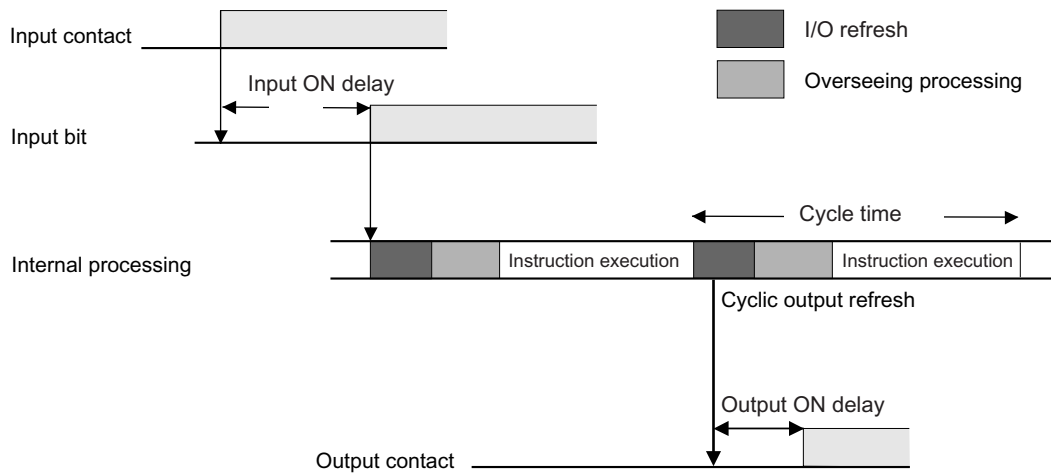 Input contact
I/O refresh
Input ON delay
Overseeing processing
Input bit
Cycle time
Internal processing
Instruction execution
Instruction execution
Cyclic output refresh
Output ON delay
Output contact